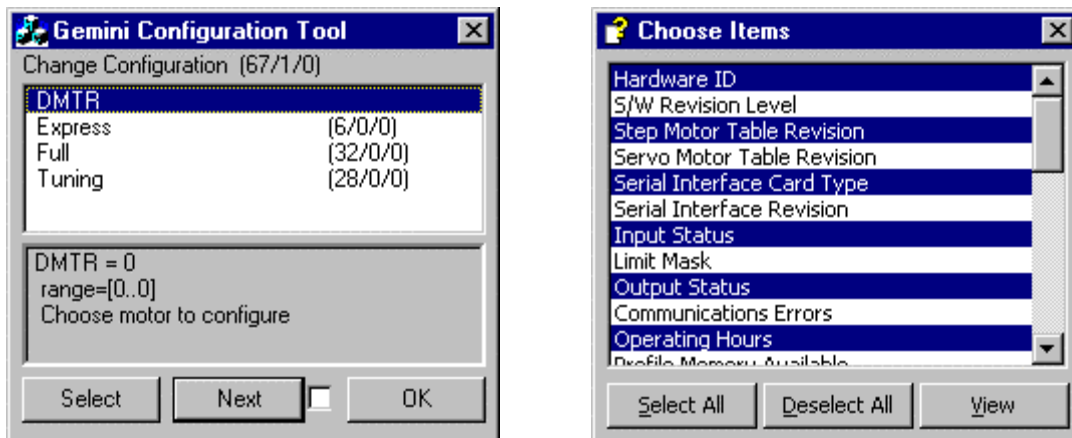 Gemini Configuration Tool
Change Configuration (67/1/0)
DMTR
Express (6/0/0)
Full (32/0/0)
Tuning (28/0/0)
DMTR = 0
range=[0..0]
Choose motor to configure
Select Next OK
Choose Items
Hardware ID
S/W Revision Level
Step Motor Table Revision
Servo Motor Table Revision
Serial Interface Card Type
Serial Interface Revision
Input Status
Limit Mask
Output Status
Communications Errors
Operating Hours
Profile Memory Available
Select All Deselect All View